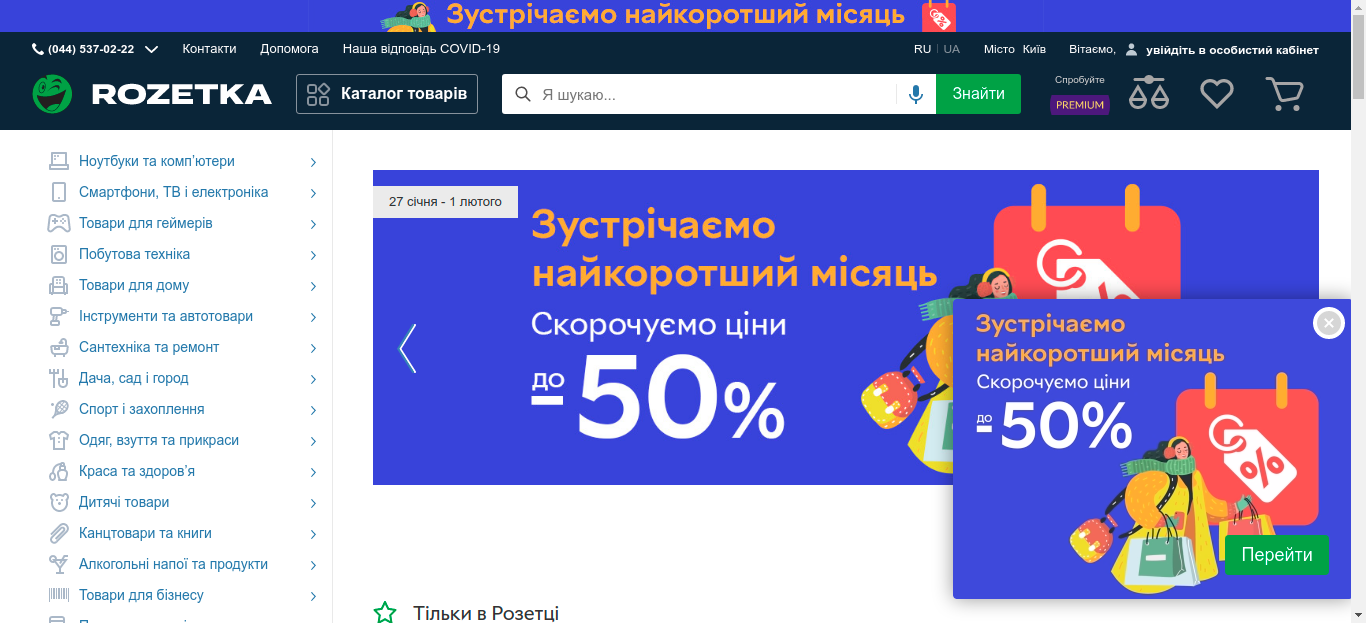 Зустрічаємо найкоротший місяць
(044) 537-02-22 Контакти Допомога Наша відповідь COVID-19 RU | UA Місто Київ Вітаємо, увійдіть в особистий кабінет
ROZETKA Каталог товарів Я шукаю... Знайти Спробуйте
PREMIUM
Ноутбуки та комп'ютери
Смартфони, ТВ і електроніка
Товари для геймерів
Побутова техніка
Товари для дому
Інструменти та автотовари
Сантехніка та ремонт
Дача, сад і город
Спорт і захоплення
Одяг, взуття та прикраси
Краса та здоров'я
Дитячі товари
Канцтовари та книги
Алкогольні напої та продукти
Товари для бізнесу
27 січня - 1 лютого
Зустрічаємо
найкоротший місяць
Скорочуємо ціни
до
-50%
%
Зустрічаємо
найкоротший місяць
Скорочуємо ціни
до
-50%
%
Перейти
Тільки в Розетці